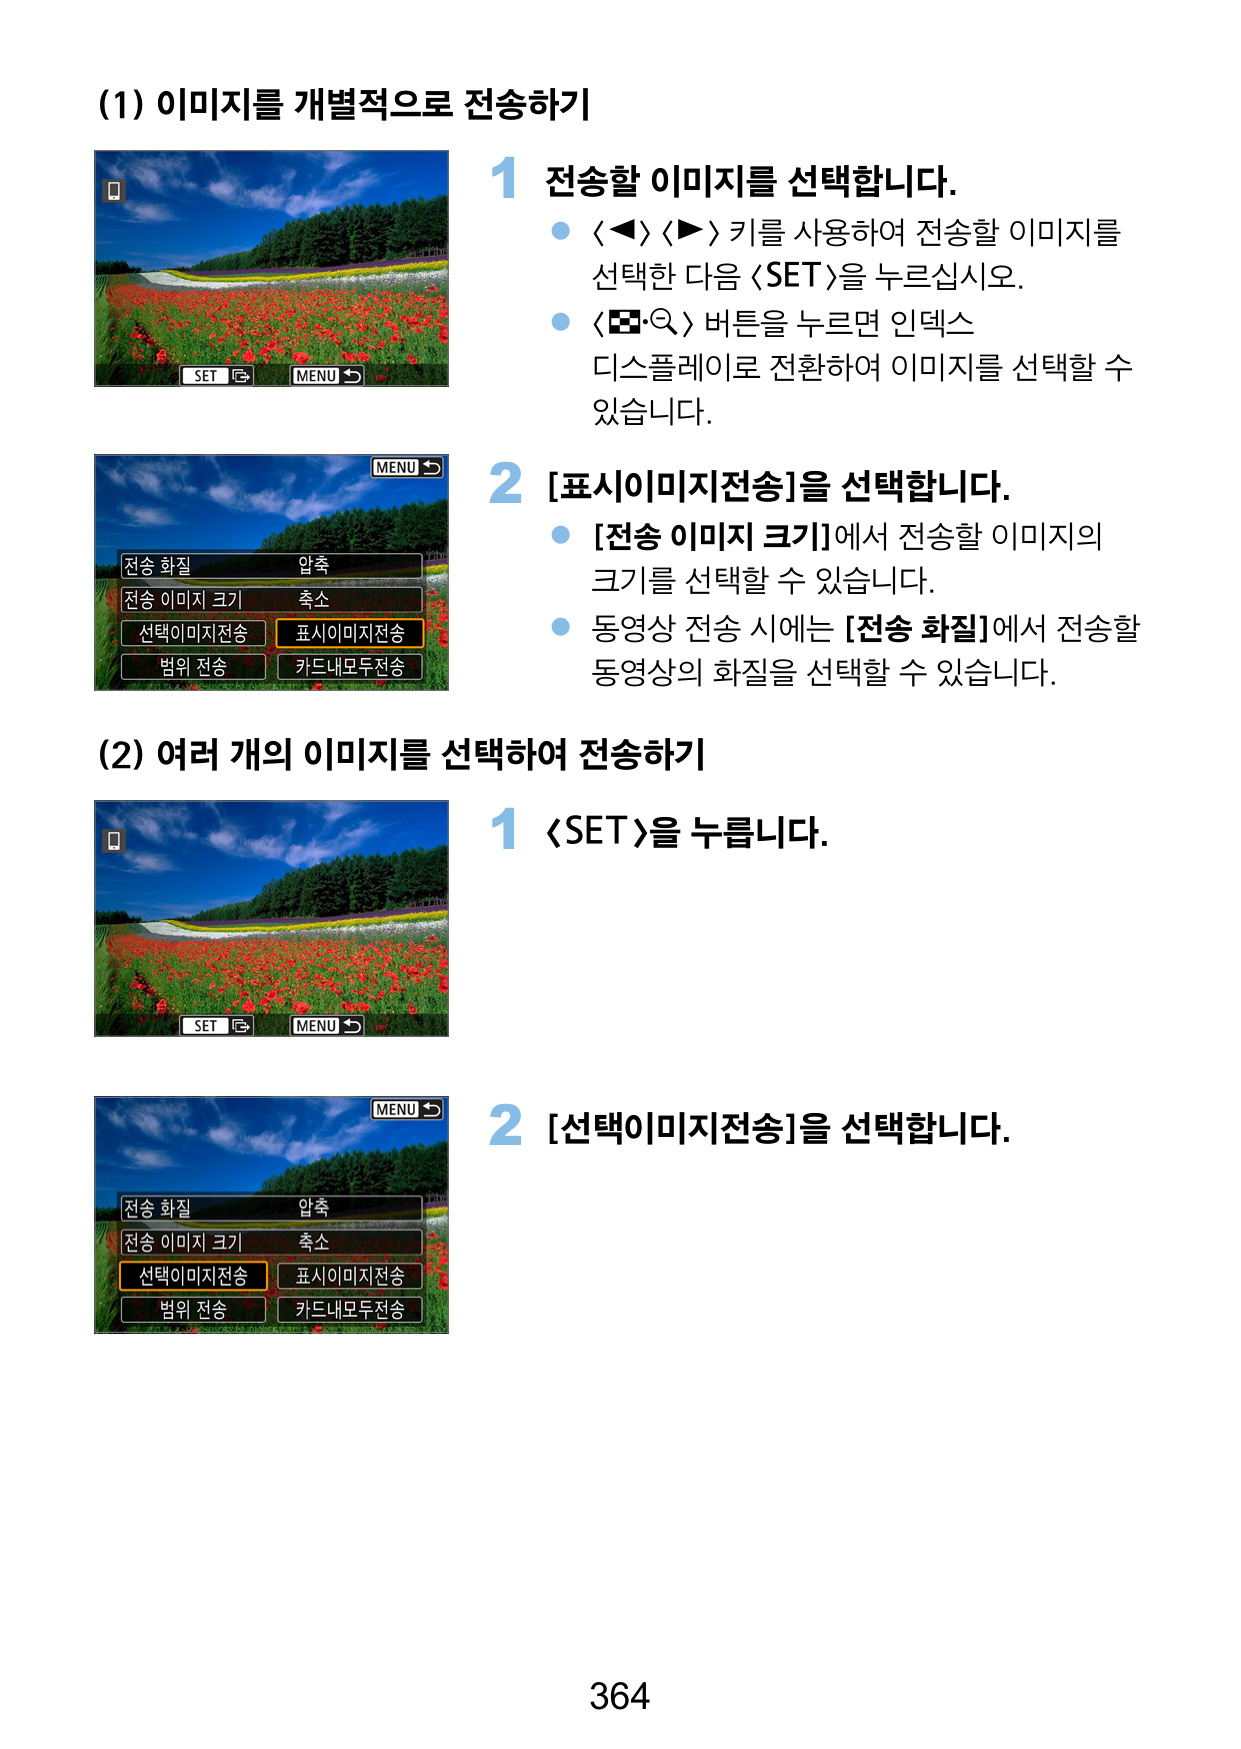 (1) 이미지를 개별적으로 전송하기
SET MENU
1 전송할 이미지를 선택합니다.
● 〈◀〉〈▶〉 키를 사용하여 전송할 이미지를
선택한 다음 〈SET〉을 누르십시오.
● 〈 · 〉 버튼을 누르면 인덱스
디스플레이로 전환하여 이미지를 선택할 수
있습니다.
MENU
전송 화질 압축
전송 이미지 크기 축소
선택이미지전송 표시이미지전송
범위 전송 카드내모두전송
2 [표시이미지전송]을 선택합니다.
● [전송 이미지 크기]에서 전송할 이미지의
크기를 선택할 수 있습니다.
● 동영상 전송 시에는 [전송 화질]에서 전송할
동영상의 화질을 선택할 수 있습니다.
(2) 여러 개의 이미지를 선택하여 전송하기
SET MENU
1 〈SET〉을 누릅니다.
MENU
전송 화질 압축
전송 이미지 크기 축소
선택이미지전송 표시이미지전송
범위 전송 카드내모두전송
2 [선택이미지전송]을 선택합니다.
364